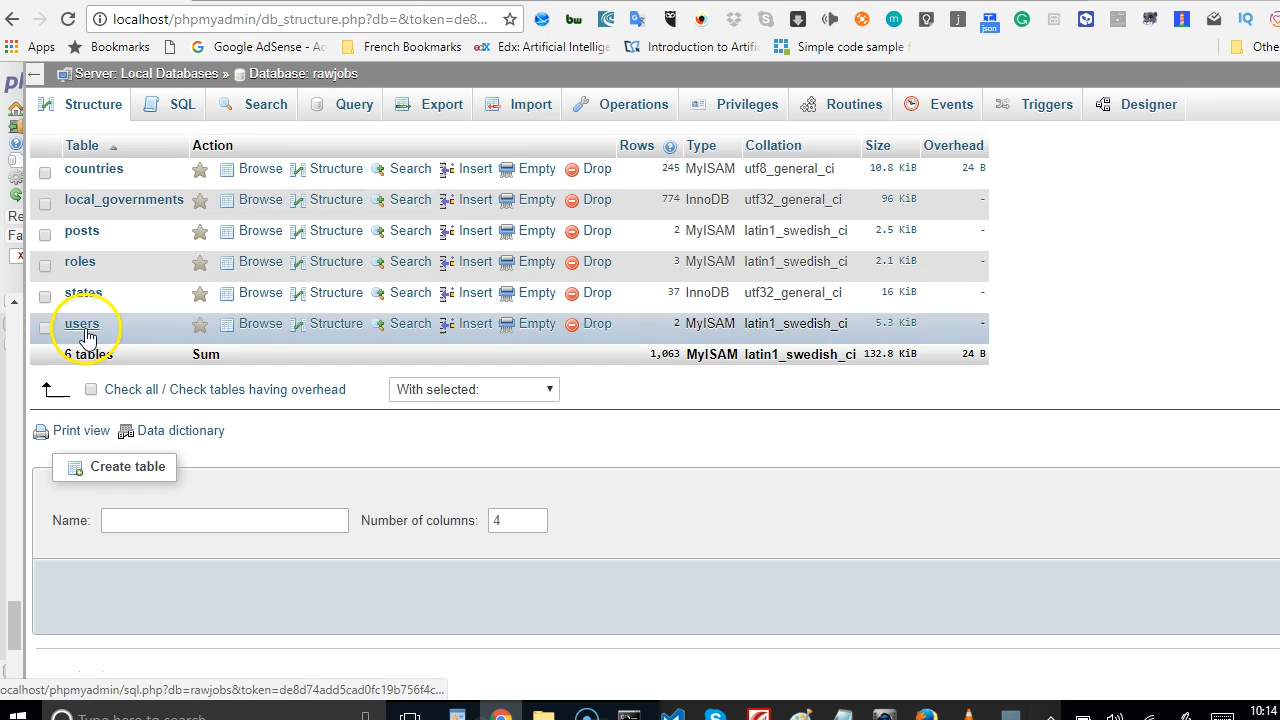 localhost/phpmyadmin/db_structure.php?db=&token=de8...
Apps Bookmarks Google AdSense - Ac French Bookma Edit: Artificial Intellige Introduction to Artific Simple code sample f Othe
Server: Local Databases » Database: rawjobs
Structure SQL Search Query Export Import Operations Privileges Routines Events Triggers Designer
Table Action Rows Type Collation Size Overhead
countries Browse Structure Search Insert Empty Drop 245 MyISAM utf8_general_ci 10.8 KiB 24 B
local_governments Browse Structure Search Insert Empty Drop 774 InnoDB utf32_general_ci 96 KiB -
posts Browse Structure Search Insert Empty Drop 2 MyISAM latin1_swedish_ci 2.5 KiB -
roles Browse Structure Search Insert Empty Drop 3 MyISAM latin1_swedish_ci 2.1 KiB -
states Browse Structure Search Insert Empty Drop 37 InnoDB utf32_general_ci 16 KiB -
users Browse Structure Search Insert Empty Drop 2 MyISAM latin1_swedish_ci 5.3 KiB -
6 tables Sum 1,063 MyISAM latin1_swedish_ci 132.8 KiB 24 B
Check all / Check tables having overhead With selected:
Print view Data dictionary
Create table
Name: Number of columns: 4
ocalhost/phpmyadmin/sql.php?db=rawjobs&token=de8d74add5cad0fc19b756f4c...
Type here to search
10:14